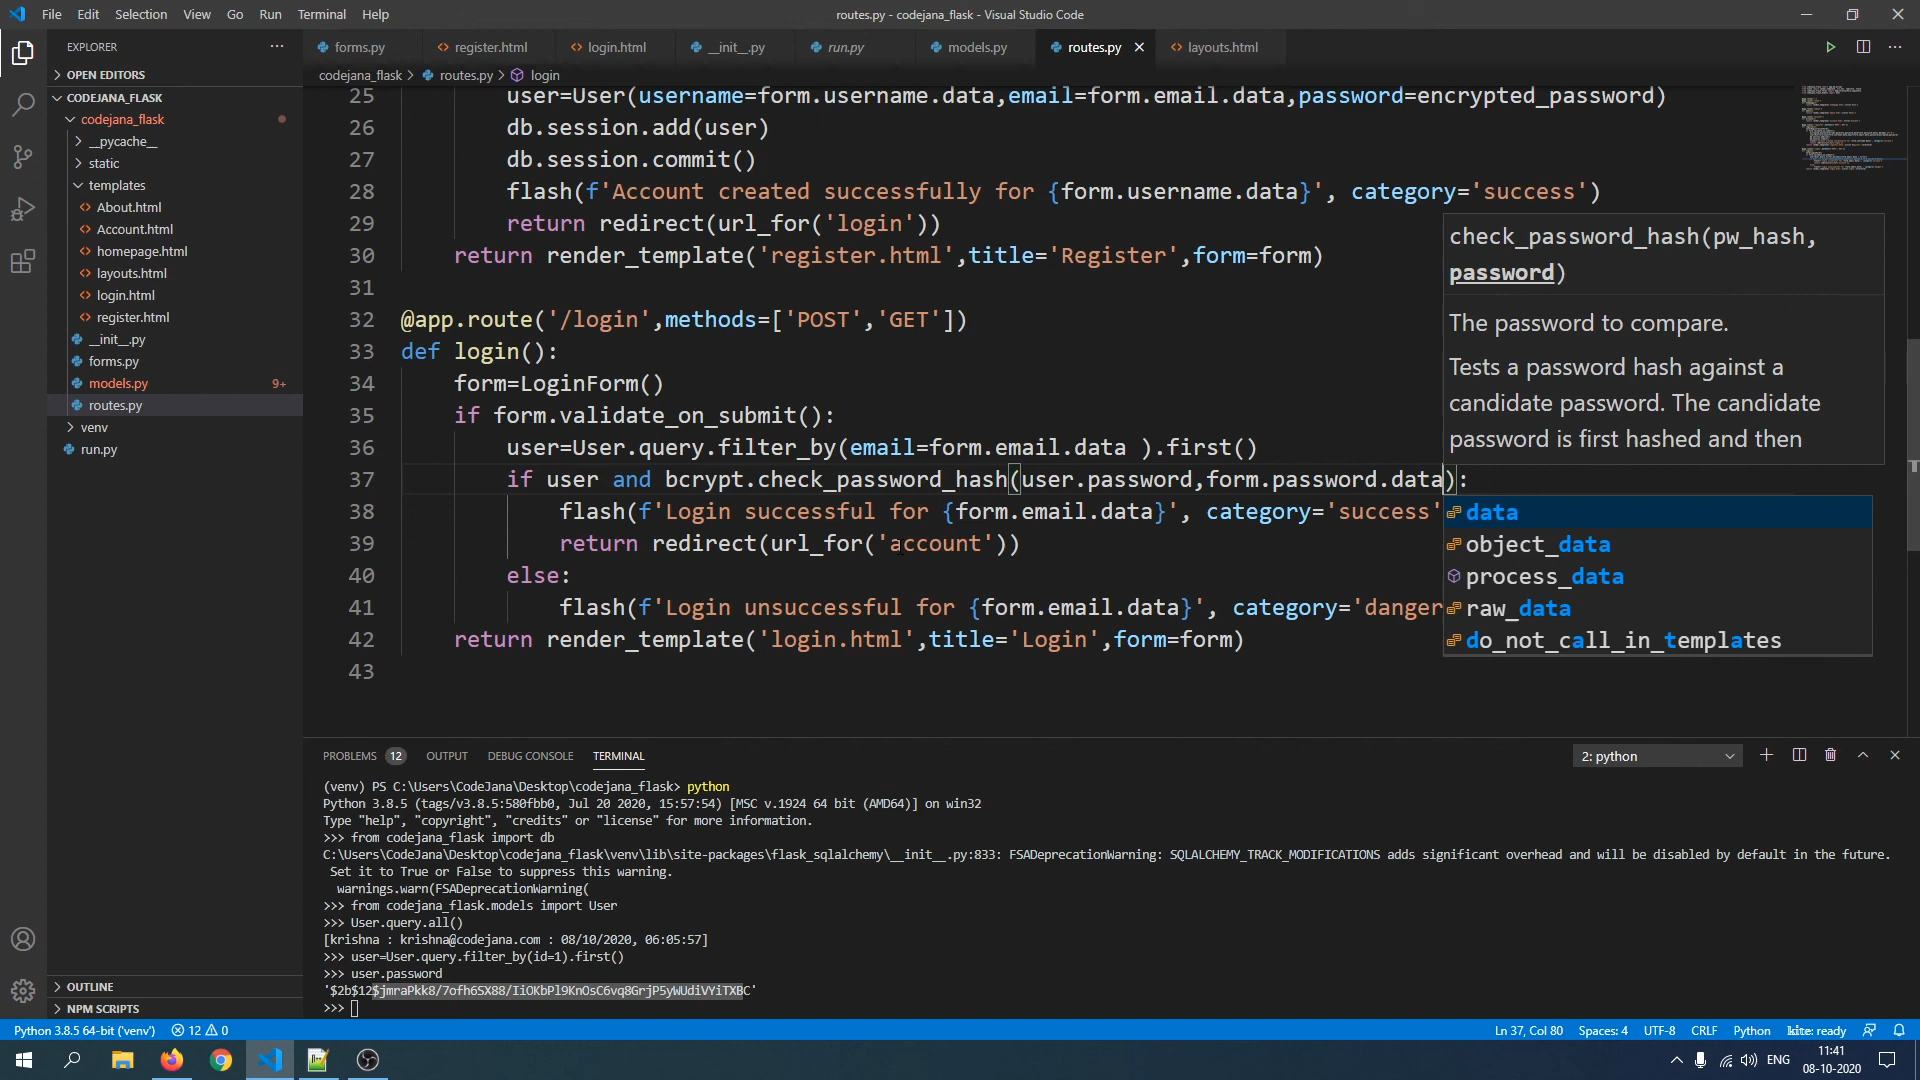 File Edit Selection View Go Run Terminal Help
routes.py - codejana_flask - Visual Studio Code
EXPLORER
forms.py
register.html
login.html
__init__.py
run.py
models.py
routes.py
layouts.html
OPEN EDITORS
codejana_flask > routes.py > login
CODEJANA_FLASK
codejana_flask
__pycache__
static
templates
About.html
Account.html
homepage.html
layouts.html
login.html
register.html
__init__.py
forms.py
models.py 9+
routes.py
venv
run.py
25 user=User(username=form.username.data,email=form.email.data,password=encrypted_password)
26 db.session.add(user)
27 db.session.commit()
28 flash(f'Account created successfully for {form.username.data}', category='success')
29 return redirect(url_for('login'))
30 return render_template('register.html',title='Register',form=form)
31
32 @app.route('/login',methods=['POST','GET'])
33 def login():
34 form=LoginForm()
35 if form.validate_on_submit():
36 user=User.query.filter_by(email=form.email.data ).first()
37 if user and bcrypt.check_password_hash(user.password,form.password.data):
38 flash(f'Login successful for {form.email.data}', category='success'
39 return redirect(url_for('account'))
40 else:
41 flash(f'Login unsuccessful for {form.email.data}', category='danger
42 return render_template('login.html',title='Login',form=form)
43
check_password_hash(pw_hash,
password)
The password to compare.
Tests a password hash against a
candidate password. The candidate
password is first hashed and then
data
object_data
process_data
raw_data
do_not_call_in_templates
PROBLEMS 12 OUTPUT DEBUG CONSOLE TERMINAL
2: python
(venv) PS C:\Users\CodeJana\Desktop\codejana_flask> python
Python 3.8.5 (tags/v3.8.5:580fbb0, Jul 20 2020, 15:57:54) [MSC v.1924 64 bit (AMD64)] on win32
Type "help", "copyright", "credits" or "license" for more information.
>>> from codejana_flask import db
C:\Users\CodeJana\Desktop\codejana_flask\venv\lib\site-packages\flask_sqlalchemy\__init__.py:833: FSADeprecationWarning: SQLALCHEMY_TRACK_MODIFICATIONS adds significant overhead and will be disabled by default in the future.
Set it to True or False to suppress this warning.
warnings.warn(FSADeprecationWarning(
>>> from codejana_flask.models import User
>>> User.query.all()
[krishna : krishna@codejana.com : 08/10/2020, 06:05:57]
>>> user=User.query.filter_by(id=1).first()
>>> user.password
'$2b$12$jmraPkk8/7ofh6SX88/IiOKbPl9KnOsC6vq8GrjP5yWUdiVYiTXBC'
>>>
OUTLINE
NPM SCRIPTS
Python 3.8.5 64-bit ('venv') 12 0
Ln 37, Col 80 Spaces: 4 UTF-8 CRLF Python kite: ready
ENG
11:41
08-10-2020